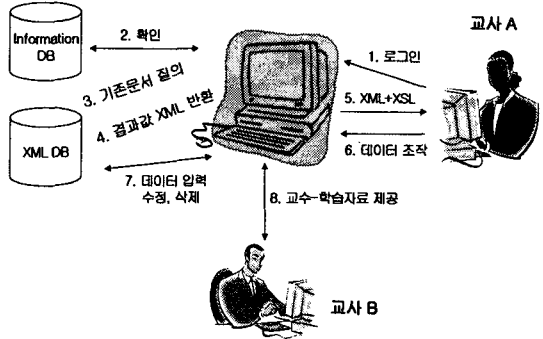 교사 A
Information
DB
2. 확인
1. 로그인
3. 기존문서 질의
4. 결과값 XML 반환
5. XML+XSL
XML DB
6. 데이터 조작
7. 데이터 입력
수정, 삭제
8. 교수-학습자료 제공
교사 B